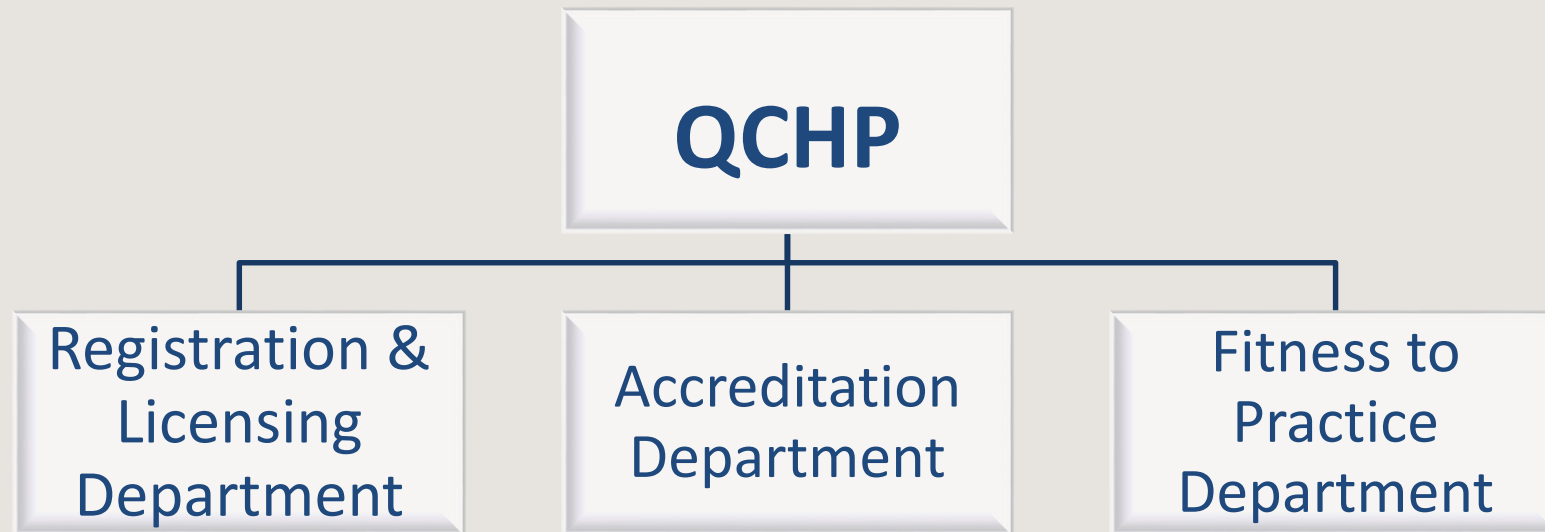 QCHP
Registration &
Licensing
Department
Accreditation
Department
Fitness to
Practice
Department